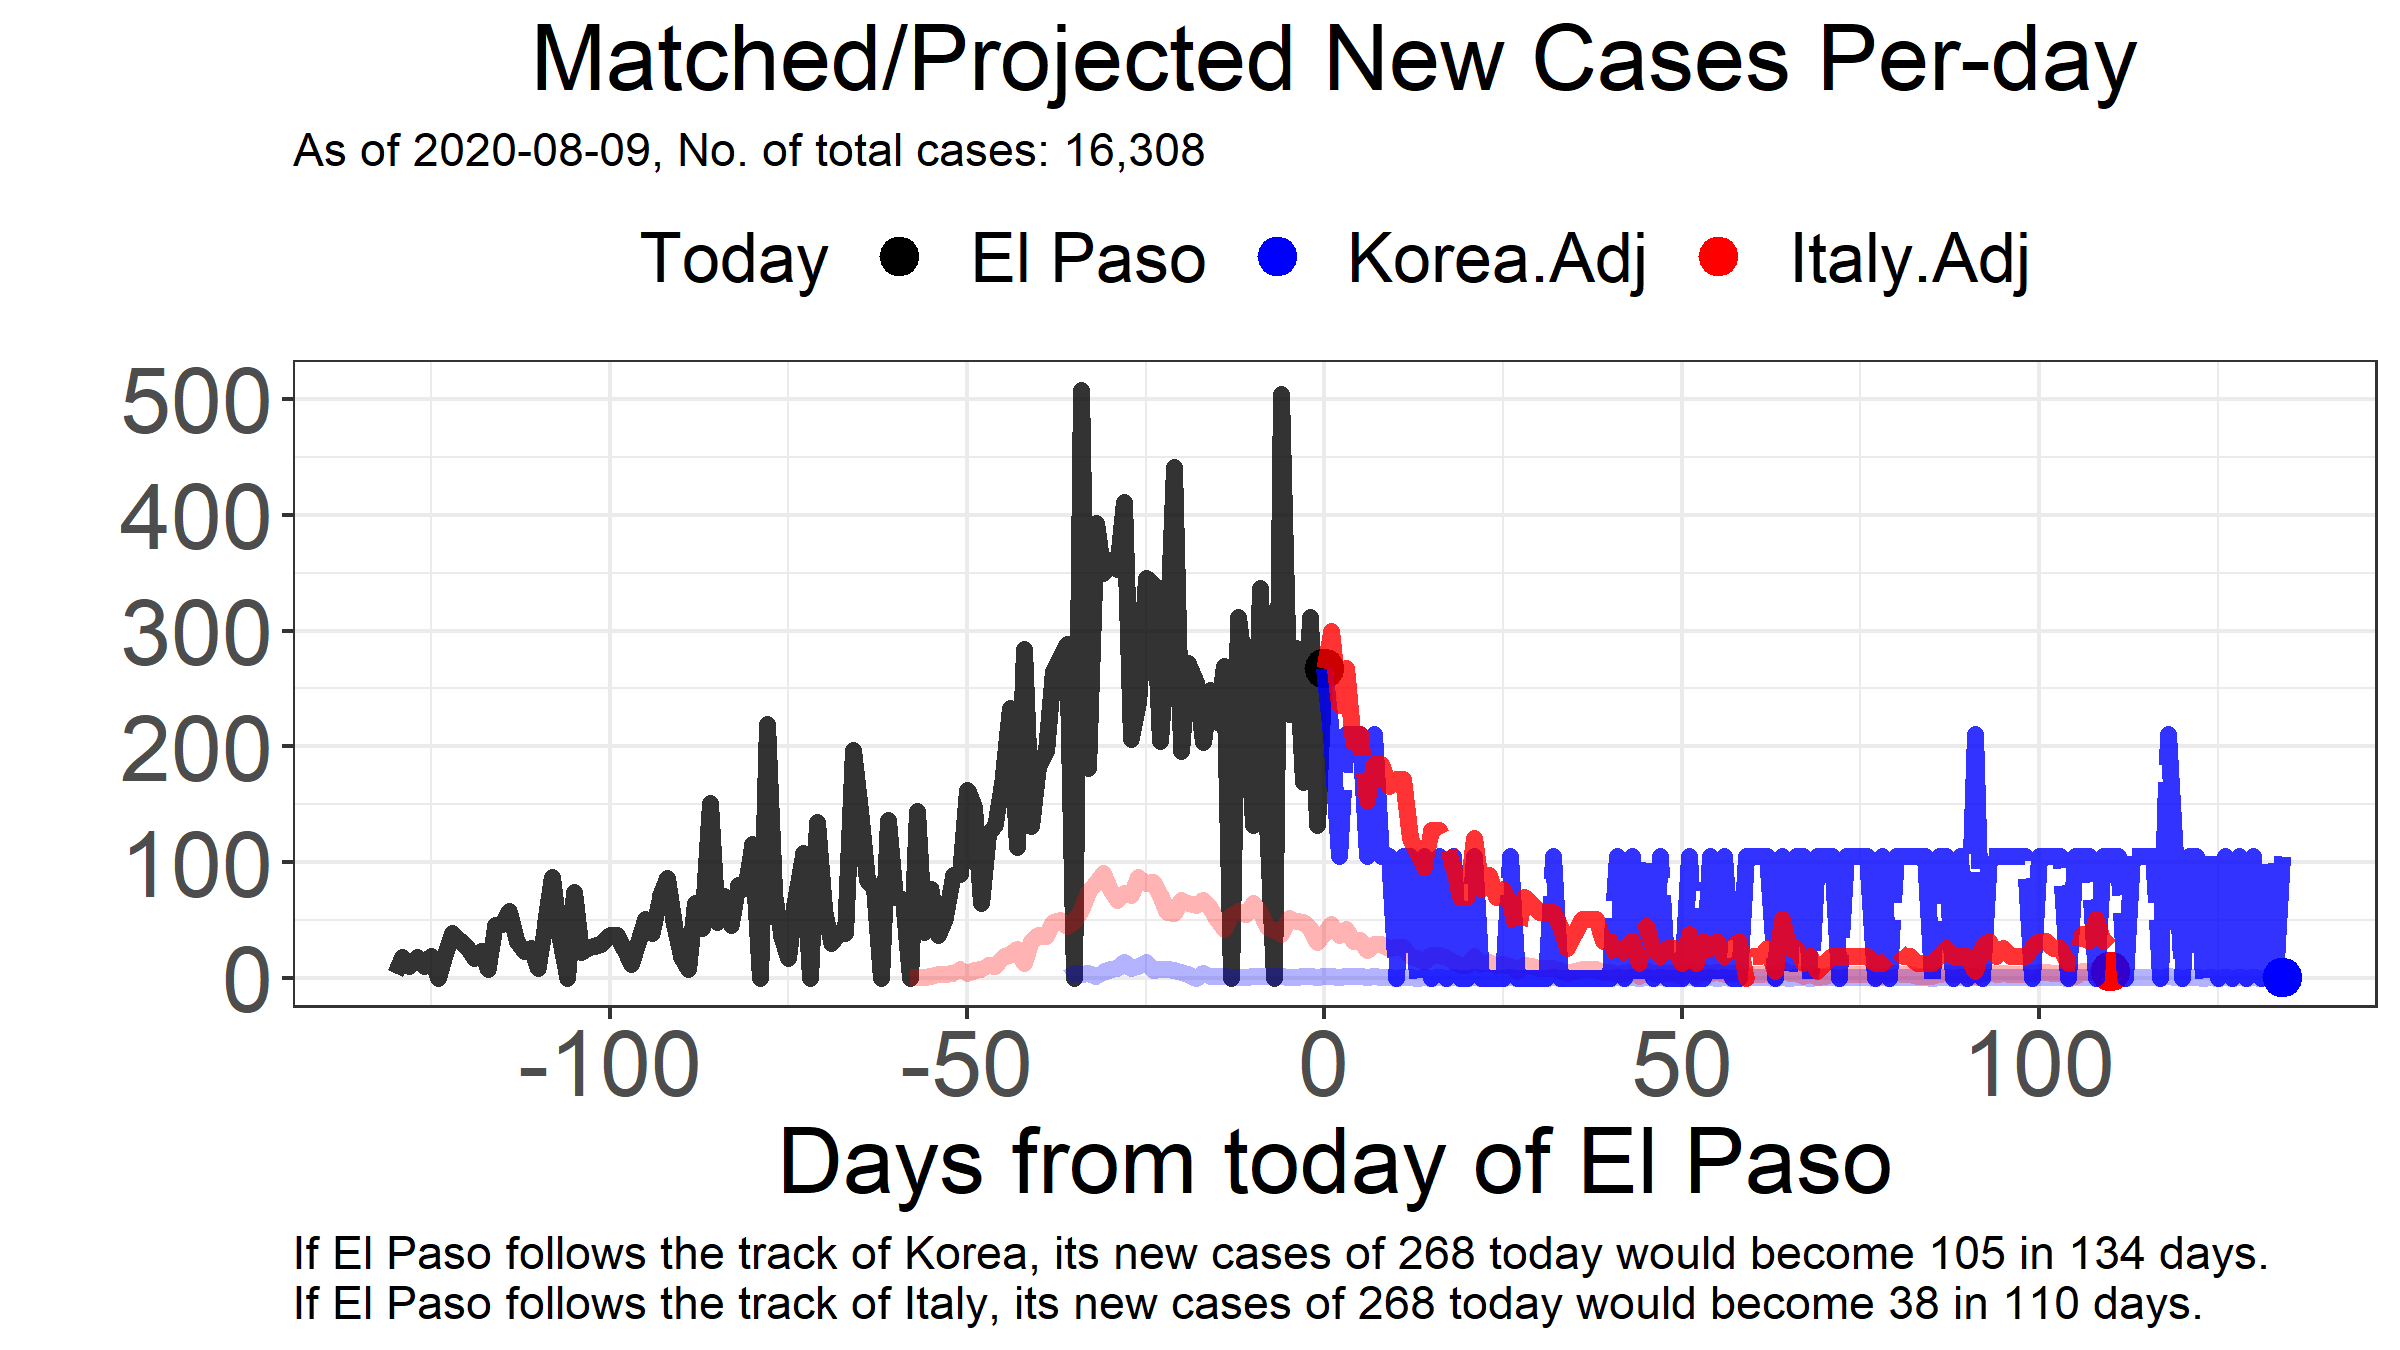 Matched/Projected New Cases Per-day
As of 2020-08-09, No. of total cases: 16,308
Today El Paso Korea.Adj Italy.Adj
500
400
300
200
100
0
-100 -50 0 50 100
Days from today of El Paso
If El Paso follows the track of Korea, its new cases of 268 today would become 105 in 134 days.
If El Paso follows the track of Italy, its new cases of 268 today would become 38 in 110 days.